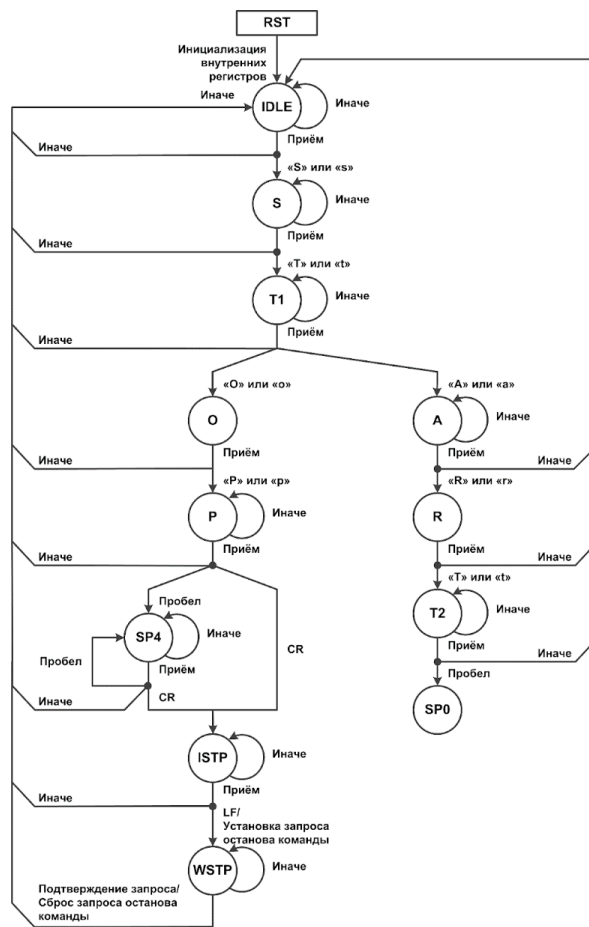 RST
Инициализация
внутренних
регистров
Иначе
IDLE
Иначе
Приём
Иначе
«S» или «s»
S
Иначе
Приём
Иначе
«T» или «t»
T1
Иначе
Приём
Иначе
«O» или «o»
«A» или «a»
O
A
Иначе
Приём
Приём
Иначе
Иначе
«P» или «p»
«R» или «r»
P
Иначе
R
Приём
Приём
Иначе
Иначе
Пробел
«T» или «t»
SP4
Иначе
T2
Иначе
Пробел
CR
Приём
Приём
Иначе
Пробел
Иначе
CR
SP0
ISTP
Иначе
Приём
Иначе
LF/
Установка запроса
останова команды
WSTP
Иначе
Подтверждение запроса/
Сброс запроса останова
команды